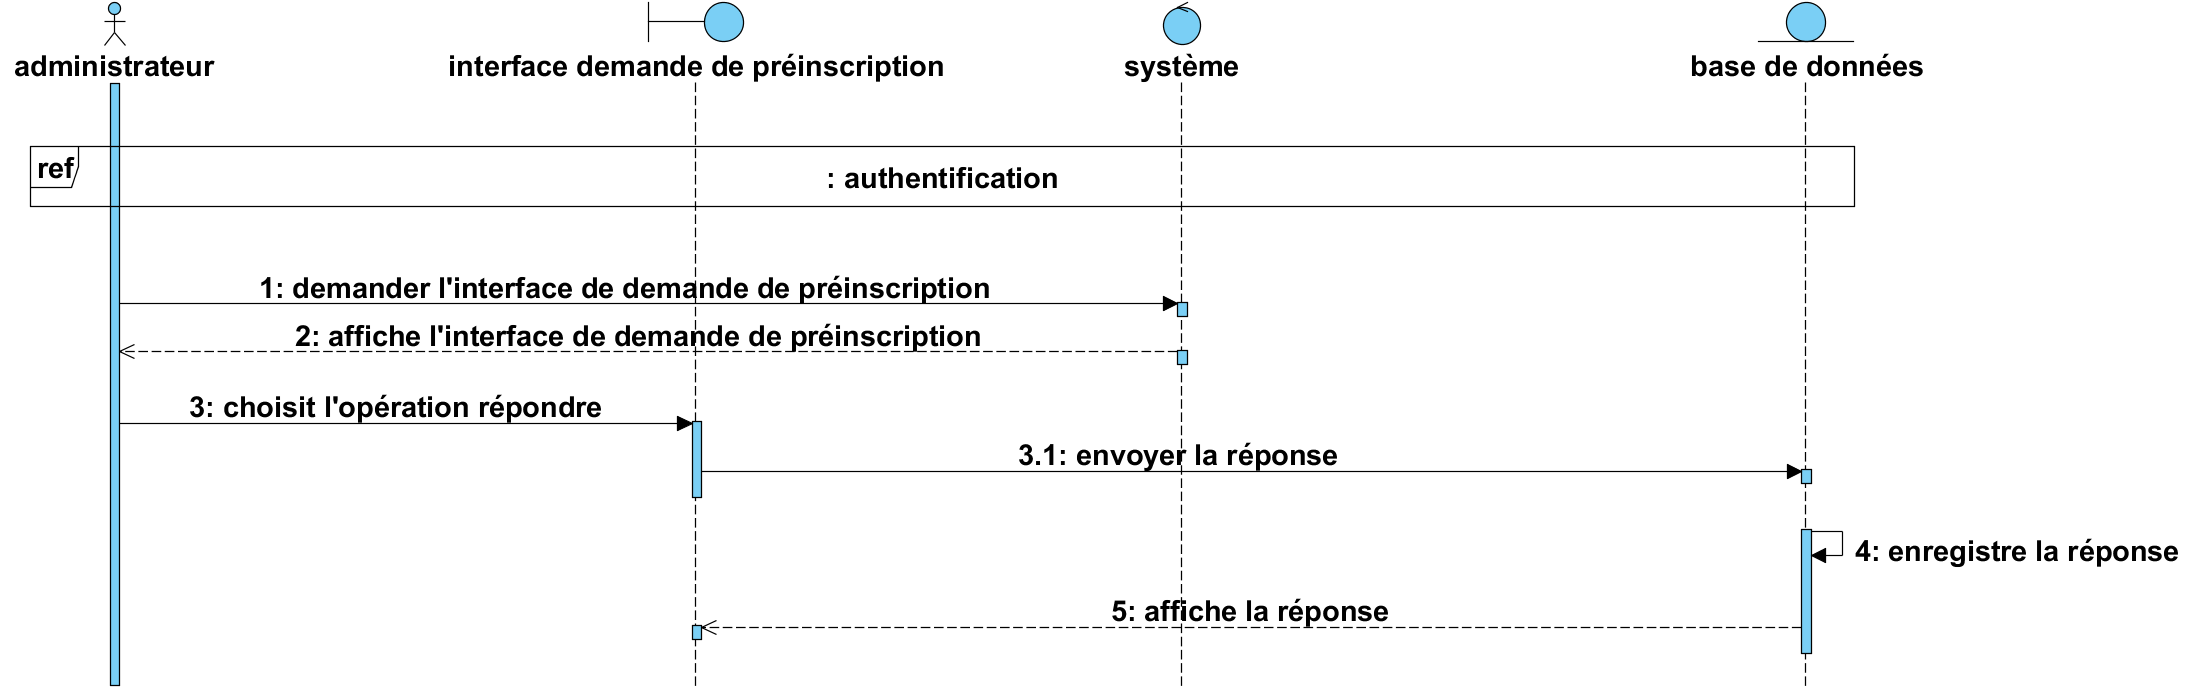 administrateur
interface demande de préinscription
système
base de données
ref
: authentification
1: demander l'interface de demande de préinscription
2: affiche l'interface de demande de préinscription
3: choisit l'opération répondre
3.1: envoyer la réponse
4: enregistre la réponse
5: affiche la réponse